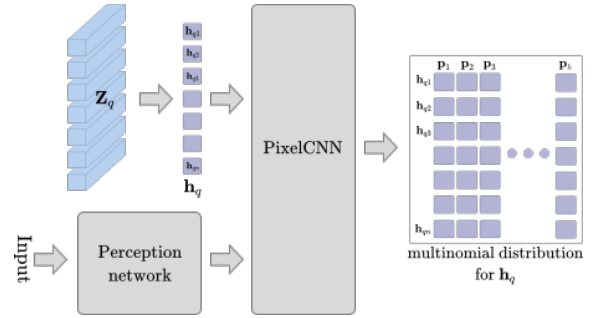 h_q1
h_q2
h_q3
Z_q
h_qn
h_q
PixelCNN
Input
Perception
network
p_1 p_2 p_3 p_k
h_q1
h_q2
h_q3
h_qn
multinomial distribution
for h_q